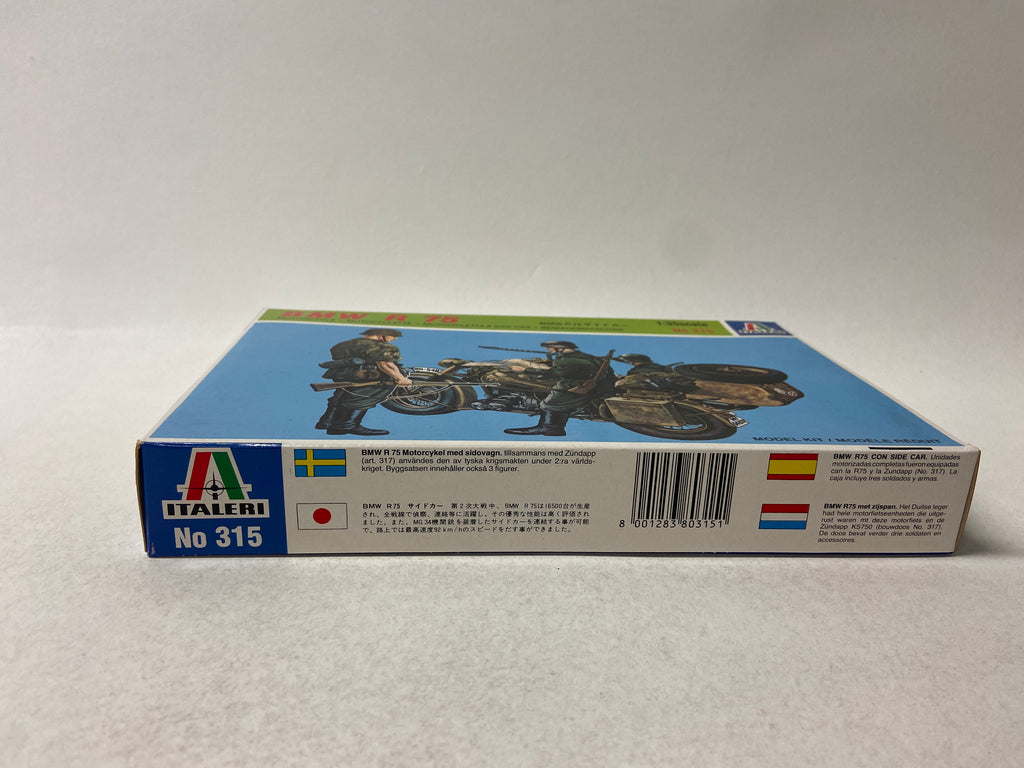 BMW R 75
1:35scale
No 315
ITALERI
MODEL KIT / MODÈLE RÉDUIT
ITALERI
No 315
BMW R 75 Motorcykel med sidovagn, tillsammans med Zündapp
(art. 317) användes den av tyska krigsmakten under 2:ra världs-
kriget. Byggsatsen innehåller också 3 figurer.
BMW R75 サイドカー 第2次大戦中、BMW R75は16500台が生産
され、全戦線で偵察、連絡等に活躍し、その優秀な性能は高く評価され
ました。また、MG34機関銃を装着したサイドカーを連結する事が可能
で、路上では最高速度92km/hのスピードをだす事ができました。
8 001283 803151
BMW R75 CON SIDE CAR. Unidades
motorizadas completas fueron equipadas
con la R75 y la Zundapp (No. 317). La
caja incluye tres soldados y armas.
BMW R75 met zijspan. Het Duitse leger
had hele motorfietseenheden die uitge-
rust waren mt deze motorfiets en de
Zündapp KS750 (bouwdoos No. 317).
De doos bevat verder drie soldaten en
accessoires.